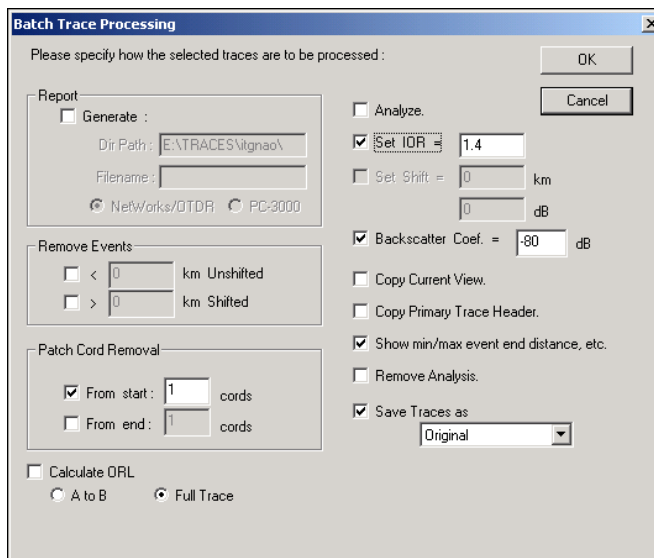 Batch Trace Processing
Please specify how the selected traces are to be processed :
OK
Cancel
Report
Generate :
Dir Path : E:\TRACES\itgnao\
Filename :
NetWorks/OTDR PC-3000
Remove Events
< 0 km Unshifted
> 0 km Shifted
Patch Cord Removal
From start : 1 cords
From end : 1 cords
Calculate ORL
A to B Full Trace
Analyze.
Set IOR = 1.4
Set Shift = 0 km
0 dB
Backscatter Coef. = -80 dB
Copy Current View.
Copy Primary Trace Header.
Show min/max event end distance, etc.
Remove Analysis.
Save Traces as
Original